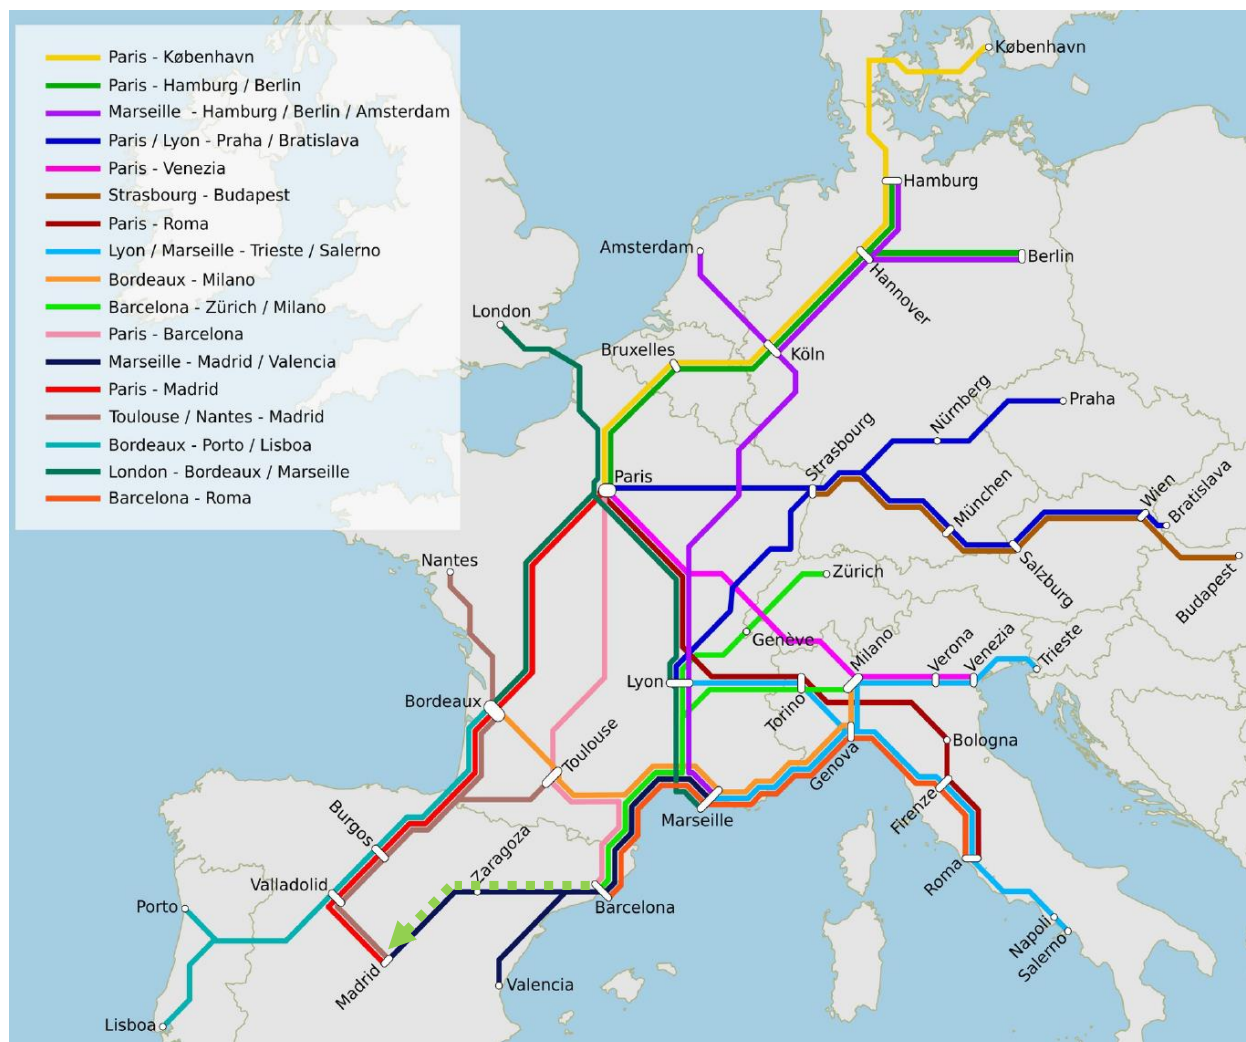 Paris - København
Paris - Hamburg / Berlin
Marseille - Hamburg / Berlin / Amsterdam
Paris / Lyon - Praha / Bratislava
Paris - Venezia
Strasbourg - Budapest
Paris - Roma
Lyon / Marseille - Trieste / Salerno
Bordeaux - Milano
Barcelona - Zürich / Milano
Paris - Barcelona
Marseille - Madrid / Valencia
Paris - Madrid
Toulouse / Nantes - Madrid
Bordeaux - Porto / Lisboa
London - Bordeaux / Marseille
Barcelona - Roma
København
Hamburg
Amsterdam
Berlin
Hannover
London
Bruxelles
Köln
Praha
Nürnberg
Strasbourg
Paris
München
Wien
Bratislava
Salzburg
Budapest
Nantes
Zürich
Genève
Milano
Verona
Venezia
Trieste
Lyon
Torino
Bordeaux
Toulouse
Genova
Bologna
Marseille
Firenze
Burgos
Zaragoza
Roma
Valladolid
Barcelona
Porto
Napoli
Salerno
Madrid
Valencia
Lisboa